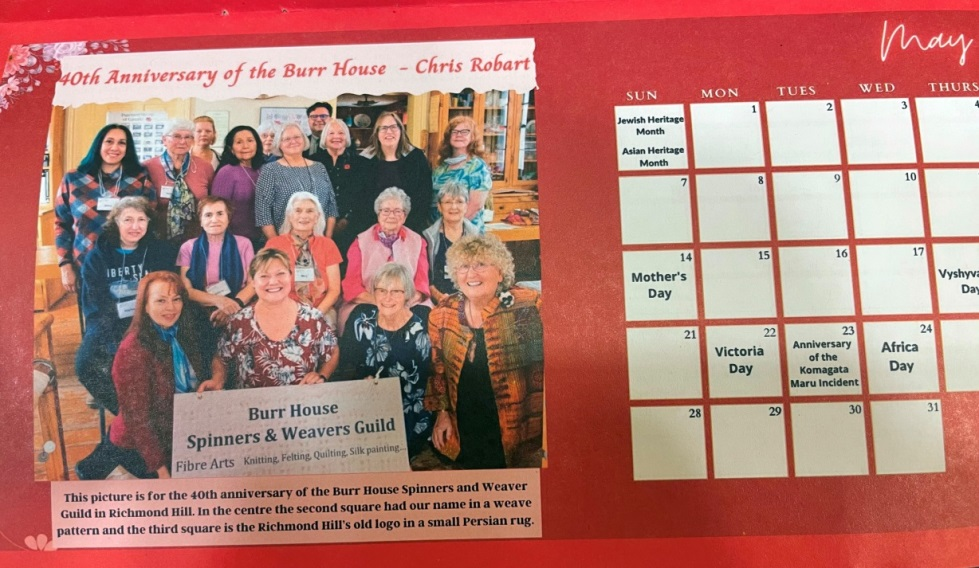 May
40th Anniversary of the Burr House - Chris Robart
SUN MON TUES WED THURS
Jewish Heritage
Month
Asian Heritage
Month
1 2 3 4
7 8 9 10
14 15 16 17
Mother's
Day
Vyshyva
Day
21 22 23 24
Victoria
Day
Anniversary
of the
Komagata
Maru Incident
Africa
Day
28 29 30 31
LIBERTY
Burr House
Spinners & Weavers Guild
Fibre Arts Knitting, Felting, Quilting, Silk painting...
This picture is for the 40th anniversary of the Burr House Spinners and Weaver
Guild in Richmond Hill. In the centre the second square had our name in a weave
pattern and the third square is the Richmond Hill's old logo in a small Persian rug.